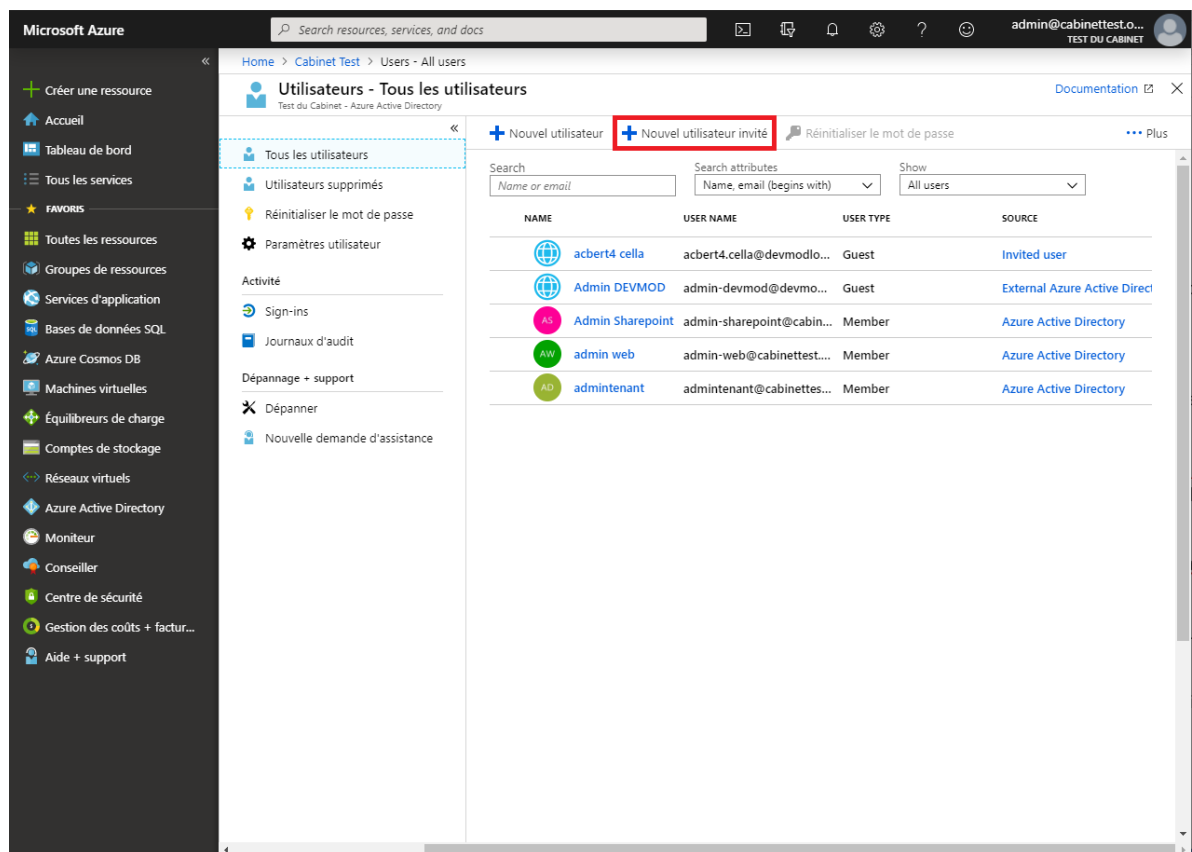 Microsoft Azure
Search resources, services, and docs
admin@cabinettest.o...
TEST DU CABINET
Créer une ressource
Accueil
Tableau de bord
Tous les services
FAVORIS
Toutes les ressources
Groupes de ressources
Services d'application
Bases de données SQL
Azure Cosmos DB
Machines virtuelles
Équilibreurs de charge
Comptes de stockage
Réseaux virtuels
Azure Active Directory
Moniteur
Conseiller
Centre de sécurité
Gestion des coûts + factur...
Aide + support
Home > Cabinet Test > Users - All users
Utilisateurs - Tous les utilisateurs
Test du Cabinet - Azure Active Directory
Documentation
Tous les utilisateurs
Utilisateurs supprimés
Réinitialiser le mot de passe
Paramètres utilisateur
Activité
Sign-ins
Journaux d'audit
Dépannage + support
Dépanner
Nouvelle demande d'assistance
Nouvel utilisateur Nouvel utilisateur invité Réinitialiser le mot de passe Plus
Search Search attributes Show
Name or email Name, email (begins with) All users
NAME USER NAME USER TYPE SOURCE
acbert4 cella acbert4.cella@devmodlo... Guest Invited user
Admin DEVMOD admin-devmod@devmo... Guest External Azure Active Direct
AS Admin Sharepoint admin-sharepoint@cabin... Member Azure Active Directory
AW admin web admin-web@cabinettest.... Member Azure Active Directory
AD admintenant admintenant@cabinettes... Member Azure Active Directory